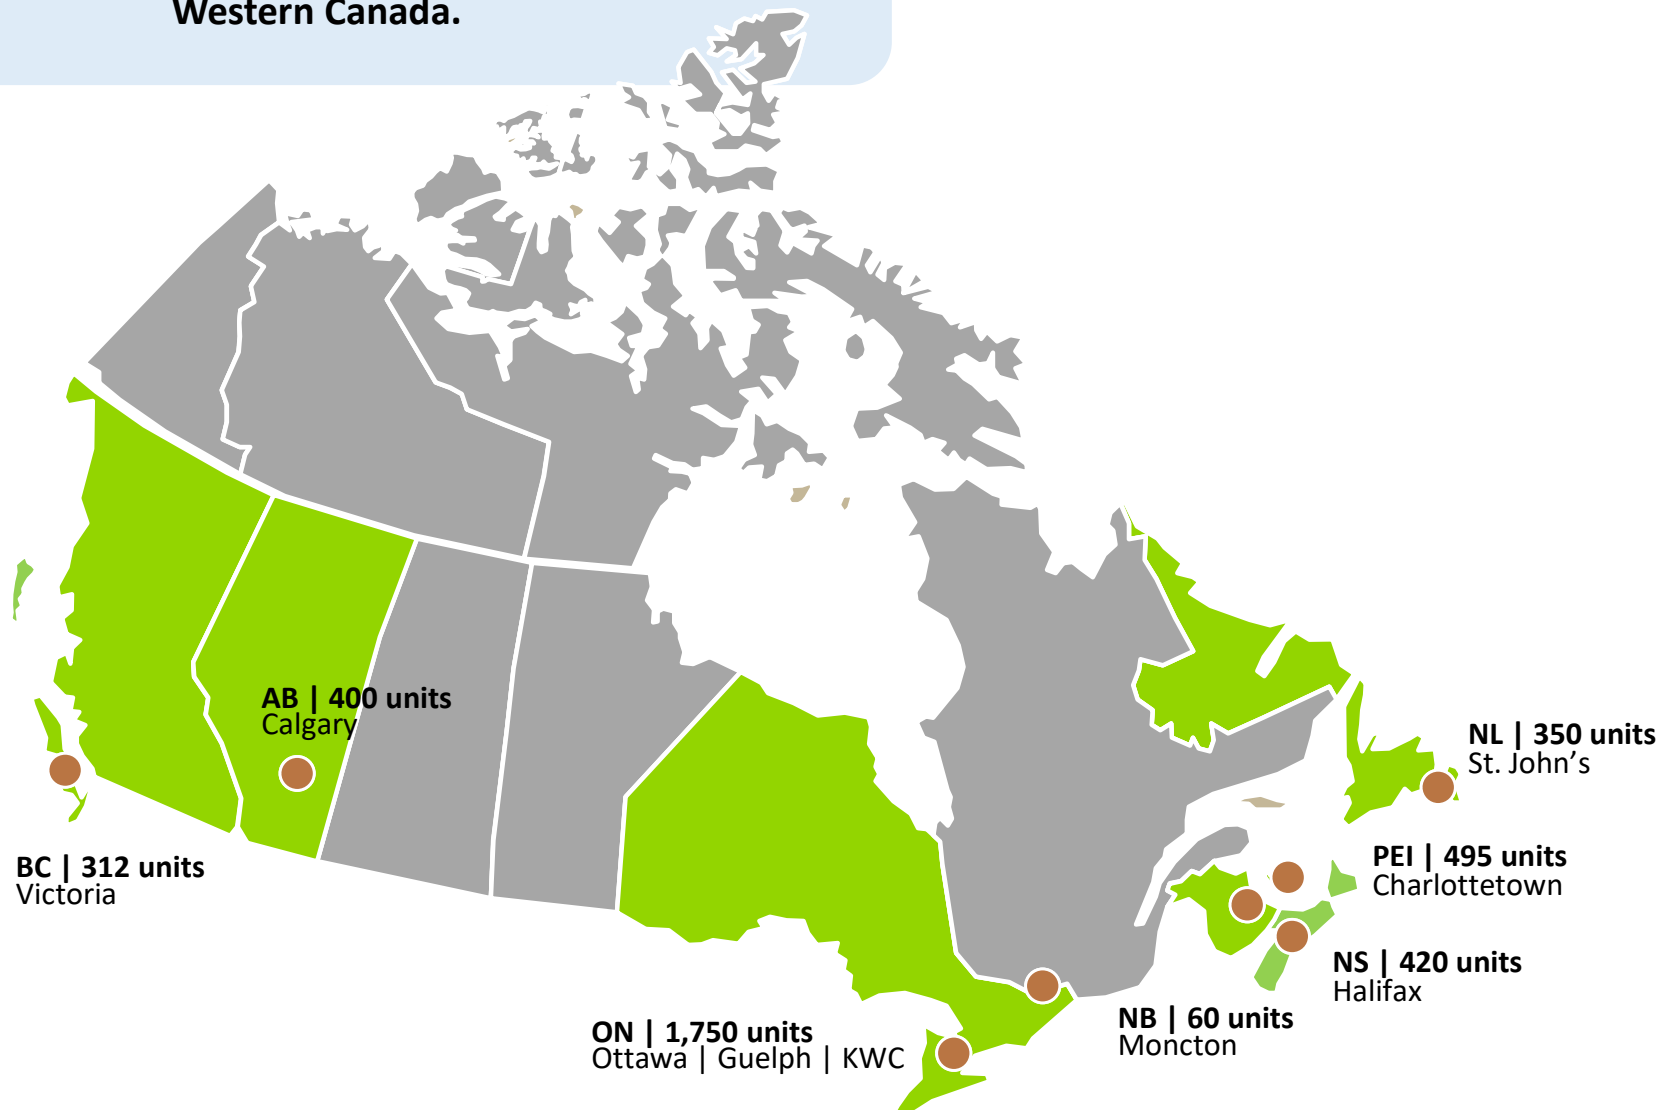 Western Canada.
AB | 400 units
Calgary
NL | 350 units
St. John’s
BC | 312 units
Victoria
PEI | 495 units
Charlottetown
NS | 420 units
Halifax
NB | 60 units
Moncton
ON | 1,750 units
Ottawa | Guelph | KWC